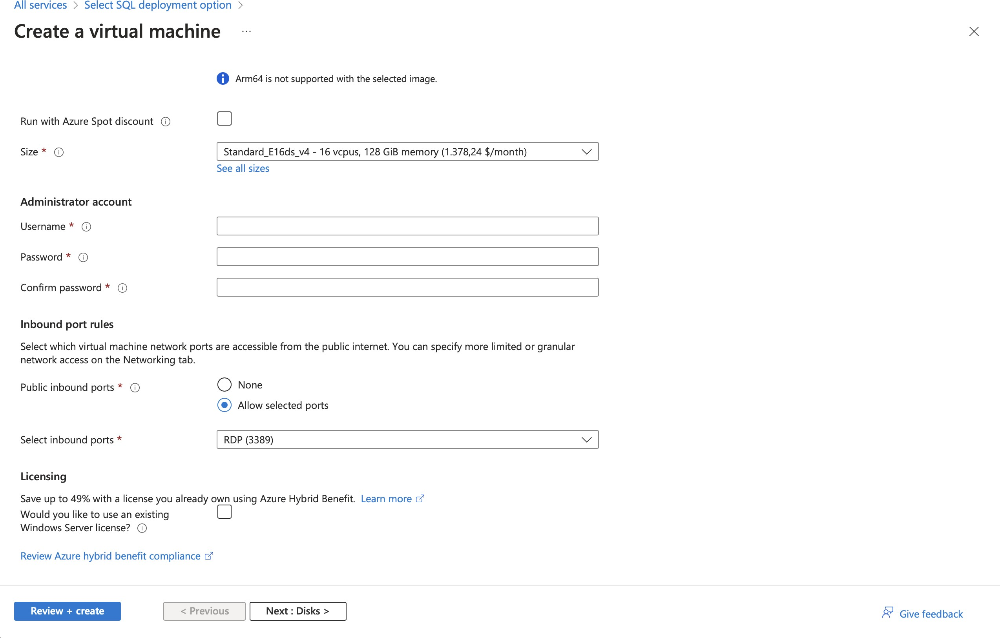 All services > Select SQL deployment option >
Create a virtual machine ...
Arm64 is not supported with the selected image.
Run with Azure Spot discount
Size *
Standard_E16ds_v4 - 16 vcpus, 128 GiB memory (1.378,24 $/month)
See all sizes
Administrator account
Username *
Password *
Confirm password *
Inbound port rules
Select which virtual machine network ports are accessible from the public internet. You can specify more limited or granular
network access on the Networking tab.
Public inbound ports *
None
Allow selected ports
Select inbound ports *
RDP (3389)
Licensing
Save up to 49% with a license you already own using Azure Hybrid Benefit. Learn more
Would you like to use an existing
Windows Server license?
Review Azure hybrid benefit compliance
Review + create
< Previous
Next : Disks >
Give feedback